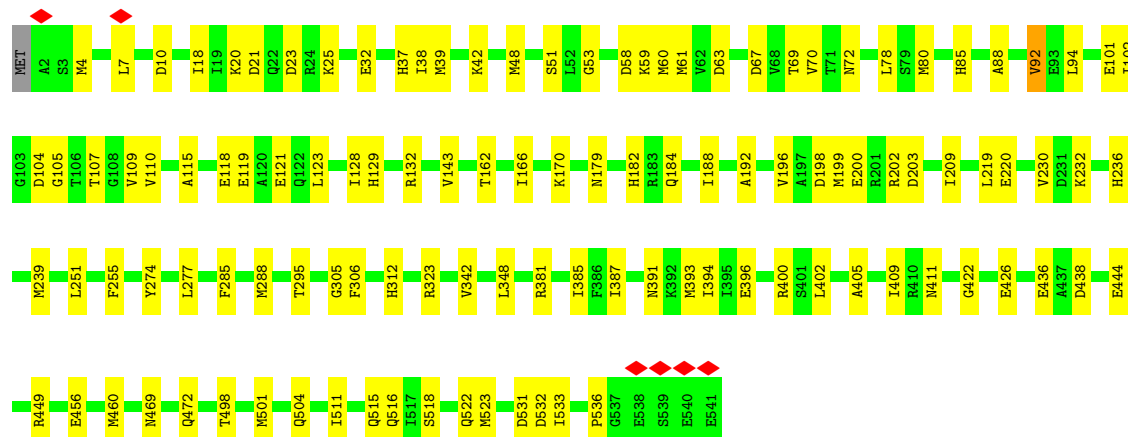 MET A2 S3 M4 L7 D10 I18 I19 K20 D21 Q22 D23 R24 K25 E32 H37 I38 M39 K42 M48 S51 L52 G53 D58 K59 M60 M61 V62 D63 D67 V68 T69 V70 T71 N72 L78 S79 M80 H85 A88 V92 E93 L94 E101 I102
G103 D104 G105 T106 T107 G108 V109 V110 A115 E118 E119 A120 E121 Q122 L123 I128 H129 R132 V143 T162 I166 K170 N179 H182 R183 Q184 I188 A192 V196 A197 D198 M199 E200 R201 R202 D203 I209 L219 E220 V230 D231 K232 H236
M239 L251 F255 Y274 L277 F285 M288 T295 G305 F306 H312 R323 V342 L348 R381 I385 F386 I387 N391 K392 M393 I394 I395 E396 R400 S401 L402 A405 I409 R410 N411 G422 E426 E436 A437 D438 E444
R449 E456 M460 N469 Q472 T498 M501 Q504 I511 Q515 Q516 I517 S518 Q522 M523 D531 D532 I533 P536 G537 E538 S539 E540 E541